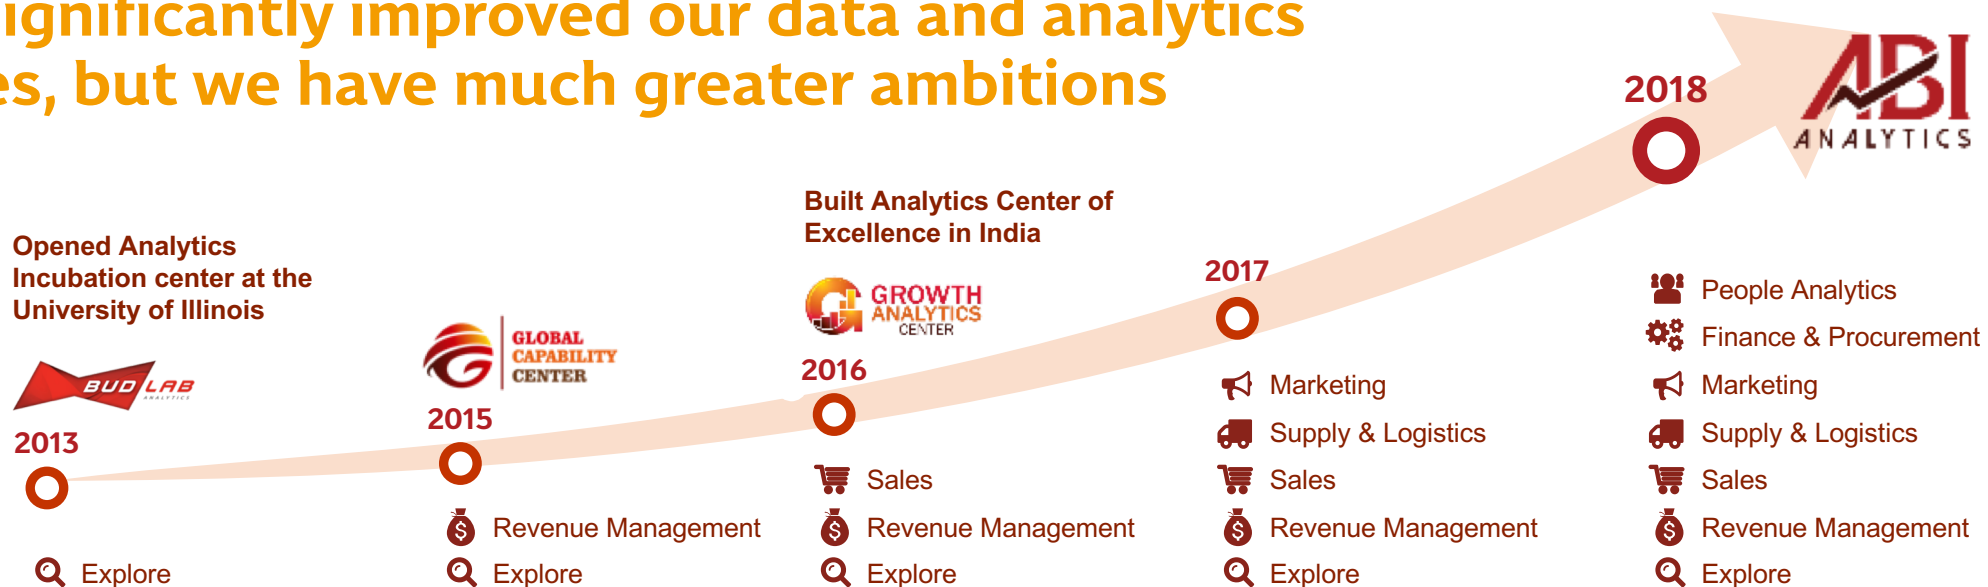 ignificantly improved our data and analytics
es, but we have much greater ambitions
2018
ABI
ANALYTICS
Built Analytics Center of
Excellence in India
Opened Analytics
Incubation center at the
University of Illinois
2017
GROWTH
ANALYTICS
CENTER
GLOBAL
CAPABILITY
CENTER
BUD LAB
ANALYTICS
2016
2015
2013
Explore
Revenue Management
Explore
Sales
Revenue Management
Explore
Marketing
Supply & Logistics
Sales
Revenue Management
Explore
People Analytics
Finance & Procurement
Marketing
Supply & Logistics
Sales
Revenue Management
Explore